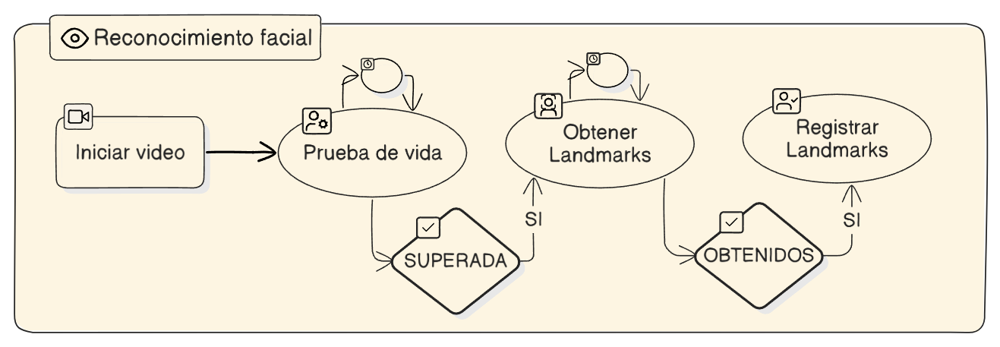 Reconocimiento facial
Iniciar video
Prueba de vida
SUPERADA
SI
Obtener
Landmarks
OBTENIDOS
SI
Registrar
Landmarks